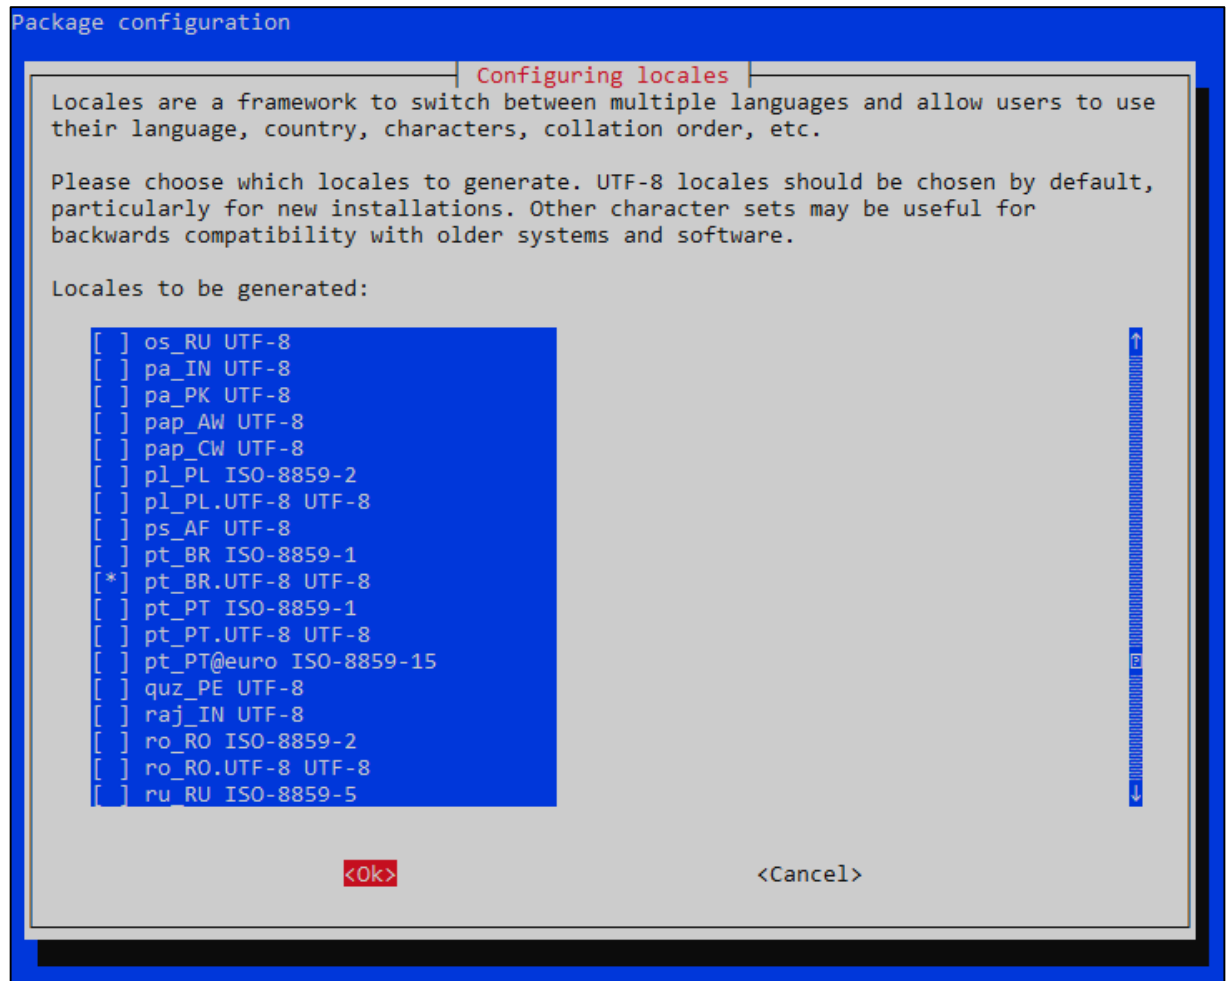 Package configuration
Configuring locales
Locales are a framework to switch between multiple languages and allow users to use
their language, country, characters, collation order, etc.
Please choose which locales to generate. UTF-8 locales should be chosen by default,
particularly for new installations. Other character sets may be useful for
backwards compatibility with older systems and software.
Locales to be generated:
[ ] os_RU UTF-8
[ ] pa_IN UTF-8
[ ] pa_PK UTF-8
[ ] pap_AW UTF-8
[ ] pap_CW UTF-8
[ ] pl_PL ISO-8859-2
[ ] pl_PL.UTF-8 UTF-8
[ ] ps_AF UTF-8
[ ] pt_BR ISO-8859-1
[*] pt_BR.UTF-8 UTF-8
[ ] pt_PT ISO-8859-1
[ ] pt_PT.UTF-8 UTF-8
[ ] pt_PT@euro ISO-8859-15
[ ] quz_PE UTF-8
[ ] raj_IN UTF-8
[ ] ro_RO ISO-8859-2
[ ] ro_RO.UTF-8 UTF-8
[ ] ru_RU ISO-8859-5
<Ok> <Cancel>